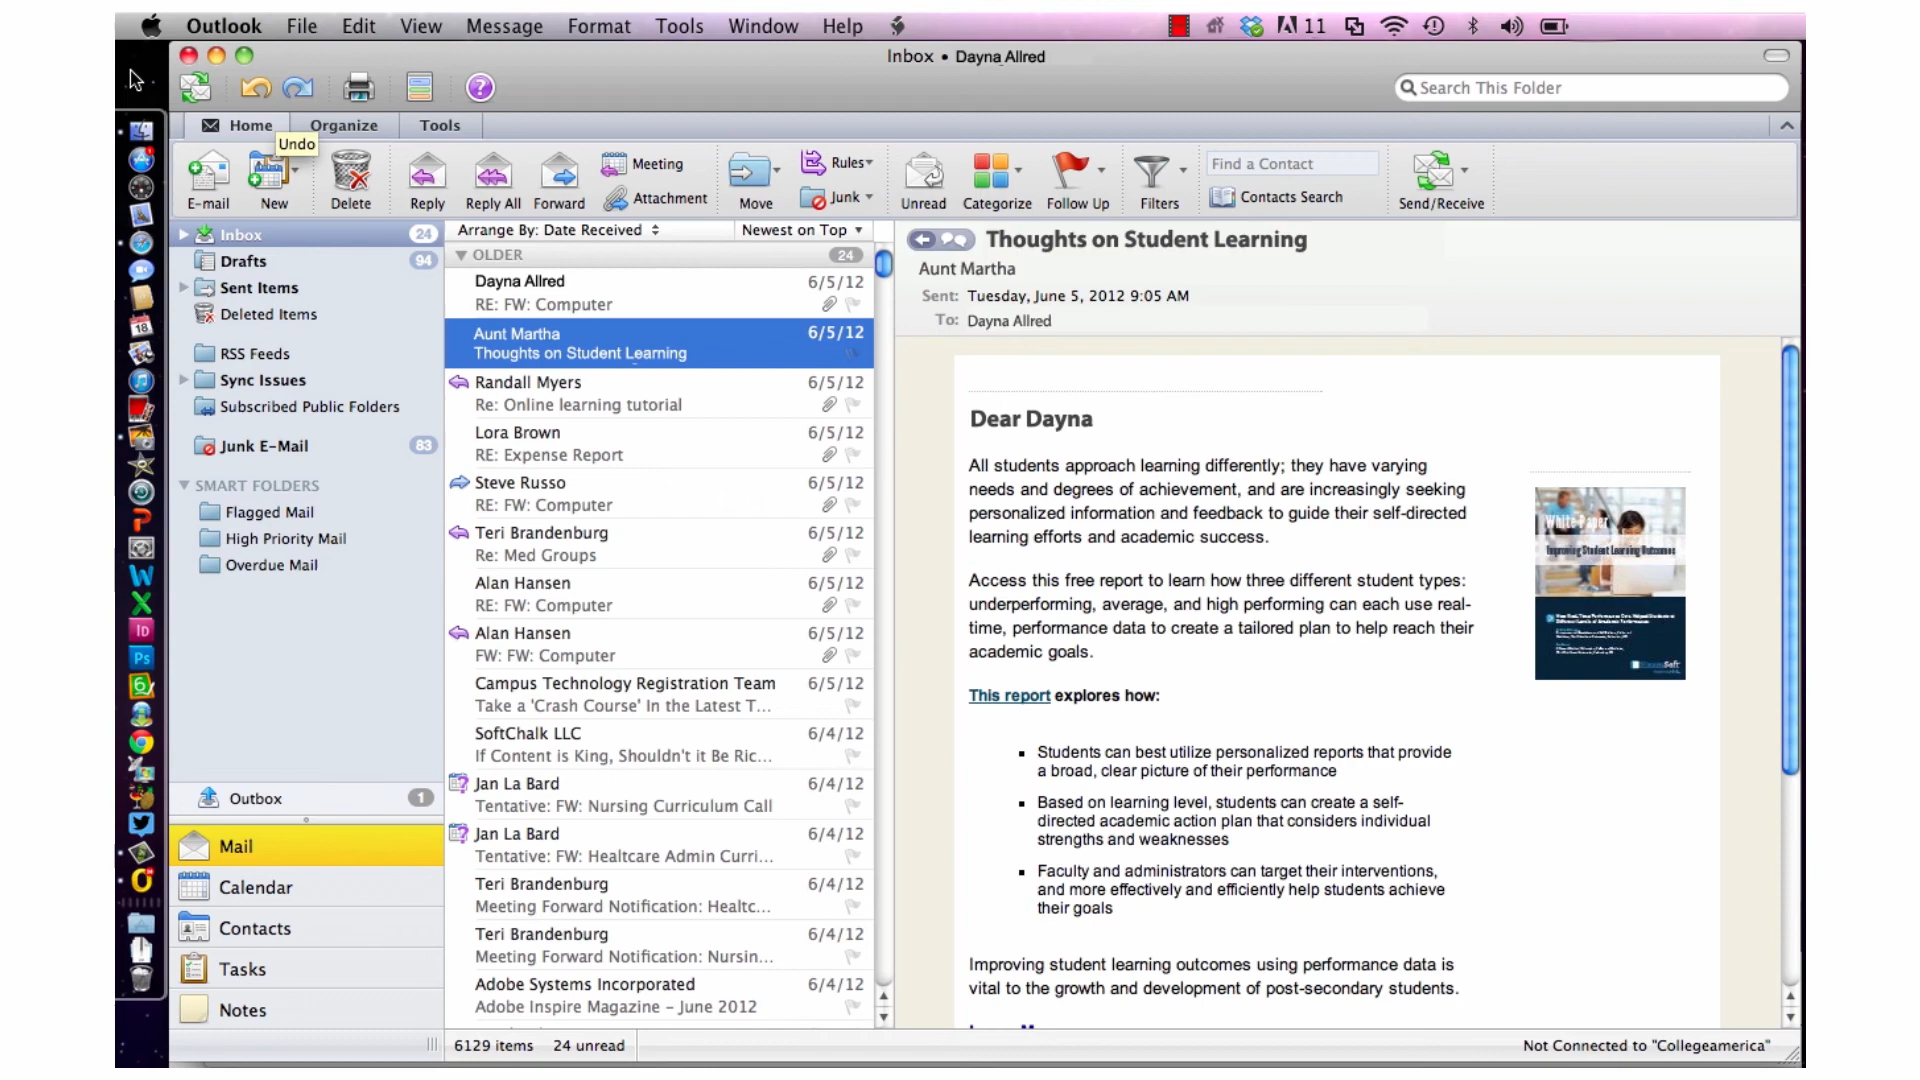 Outlook File Edit View Message Format Tools Window Help
11
Inbox • Dayna Allred
Search This Folder
Home Organize Tools
Undo
E-mail New Delete Reply Reply All Forward Meeting Attachment Move Rules Junk Unread Categorize Follow Up Filters Find a Contact Contacts Search Send/Receive
Inbox 24
Drafts 94
Sent Items
Deleted Items
RSS Feeds
Sync Issues
Subscribed Public Folders
Junk E-Mail 83
SMART FOLDERS
Flagged Mail
High Priority Mail
Overdue Mail
Outbox 1
Mail
Calendar
Contacts
Tasks
Notes
18
W
X
Id
Ps
Arrange By: Date Received Newest on Top
OLDER 24
Dayna Allred 6/5/12
RE: FW: Computer
Aunt Martha 6/5/12
Thoughts on Student Learning
Randall Myers 6/5/12
Re: Online learning tutorial
Lora Brown 6/5/12
RE: Expense Report
Steve Russo 6/5/12
RE: FW: Computer
Teri Brandenburg 6/5/12
Re: Med Groups
Alan Hansen 6/5/12
RE: FW: Computer
Alan Hansen 6/5/12
FW: FW: Computer
Campus Technology Registration Team 6/5/12
Take a 'Crash Course' In the Latest T...
SoftChalk LLC 6/4/12
If Content is King, Shouldn't it Be Ric...
Jan La Bard 6/4/12
Tentative: FW: Nursing Curriculum Call
Jan La Bard 6/4/12
Tentative: FW: Healtcare Admin Curri...
Teri Brandenburg 6/4/12
Meeting Forward Notification: Healtc...
Teri Brandenburg 6/4/12
Meeting Forward Notification: Nursin...
Adobe Systems Incorporated 6/4/12
Adobe Inspire Magazine – June 2012
6129 items 24 unread
Thoughts on Student Learning
Aunt Martha
Sent: Tuesday, June 5, 2012 9:05 AM
To: Dayna Allred
Dear Dayna
All students approach learning differently; they have varying
needs and degrees of achievement, and are increasingly seeking
personalized information and feedback to guide their self-directed
learning efforts and academic success.
Access this free report to learn how three different student types:
underperforming, average, and high performing can each use real-
time, performance data to create a tailored plan to help reach their
academic goals.
This report explores how:
Students can best utilize personalized reports that provide
a broad, clear picture of their performance
Based on learning level, students can create a self-
directed academic action plan that considers individual
strengths and weaknesses
Faculty and administrators can target their interventions,
and more effectively and efficiently help students achieve
their goals
Improving student learning outcomes using performance data is
vital to the growth and development of post-secondary students.
White Paper
Improving Student Learning Outcomes
Not Connected to "Collegeamerica"